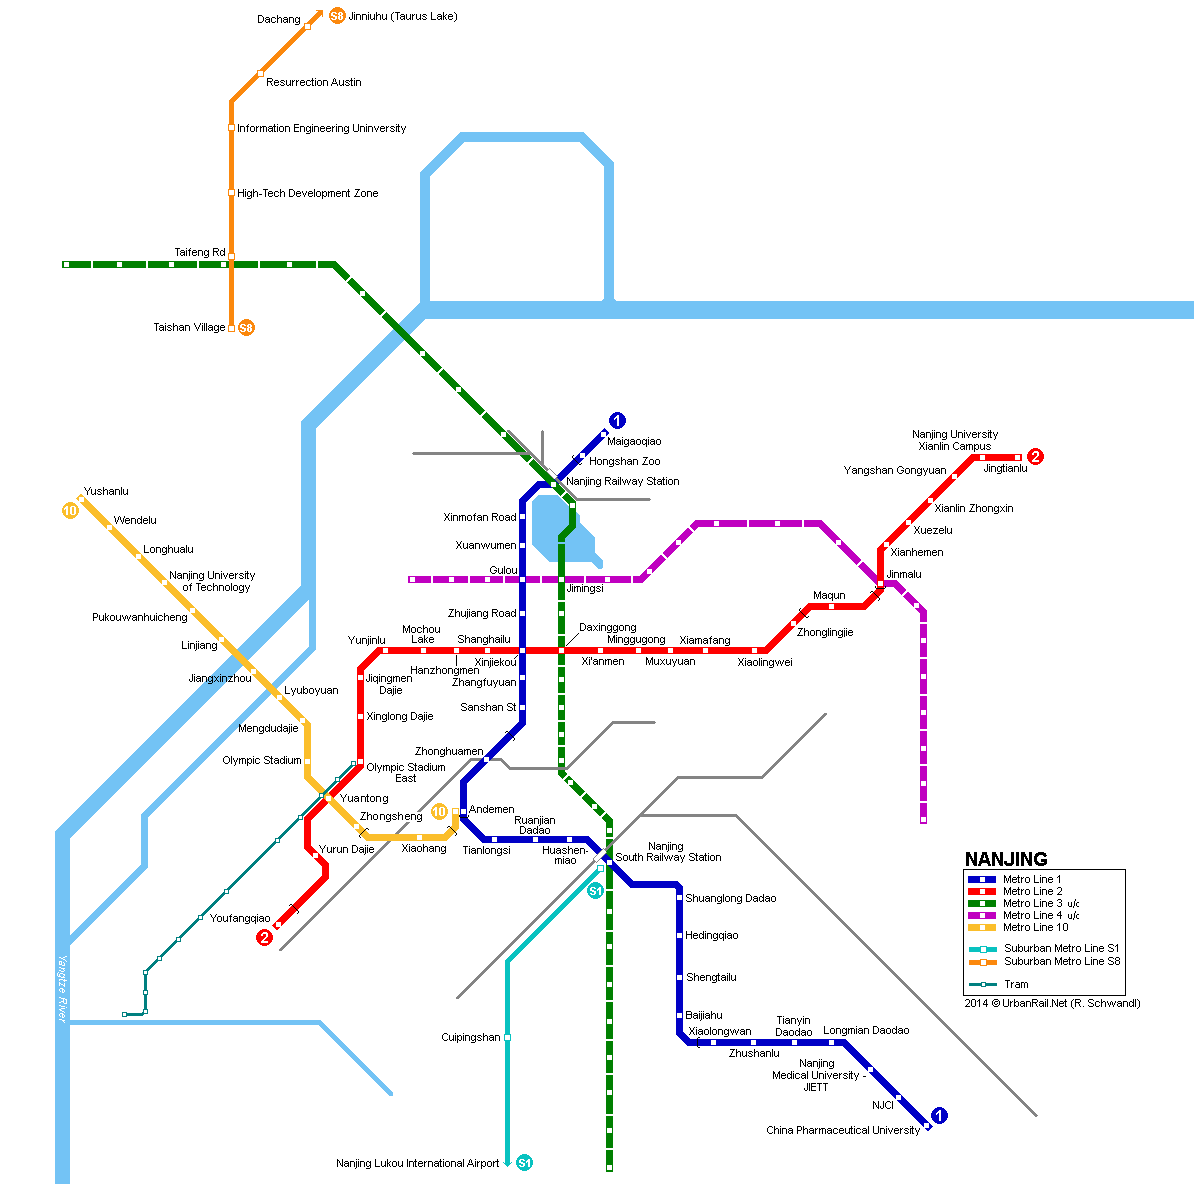 Dachang
S8 Jinniuhu (Taurus Lake)
Resurrection Austin
Information Engineering Uninversity
High-Tech Development Zone
Taifeng Rd
Taishan Village S8
1
Maigaoqiao
Hongshan Zoo
Nanjing Railway Station
Nanjing University
Xianlin Campus
2
Jingtianlu
Yangshan Gongyuan
Xianlin Zhongxin
Xuezelu
Xianhemen
Jinmalu
Yushanlu
10
Wendelu
Longhualu
Nanjing University
of Technology
Pukouwanhuicheng
Linjiang
Jiangxinzhou
Lyuboyuan
Mengdudajie
Olympic Stadium
Xinmofan Road
Xuanwumen
Gulou
Jimingsi
Zhujiang Road
Maqun
Zhonglingjie
Daxinggong
Yunjinlu
Mochou
Lake
Shanghailu
Minggugong
Xiamafang
Hanzhongmen
Xinjiekou
Xi'anmen
Muxuyuan
Xiaolingwei
Jiqingmen
Dajie
Zhangfuyuan
Xinglong Dajie
Sanshan St
Zhonghuamen
Olympic Stadium
East
Yuantong
Zhongsheng
10
Andemen
Xiaohang
Yurun Dajie
Youfangqiao
2
Tianlongsi
Ruanjian
Dadao
Huashen-
miao
Nanjing
South Railway Station
S1
Shuanglong Dadao
Hedingqiao
Shengtailu
Baijiahu
Xiaolongwan
Zhushanlu
Tianyin
Daodao
Longmian Daodao
Nanjing
Medical University -
JIETT
NJCI
1
China Pharmaceutical University
Cuipingshan
Nanjing Lukou International Airport S1
Yangtze River
NANJING
Metro Line 1
Metro Line 2
Metro Line 3 u/c
Metro Line 4 u/c
Metro Line 10
Suburban Metro Line S1
Suburban Metro Line S8
Tram
2014 © UrbanRail.Net (R. Schwandl)